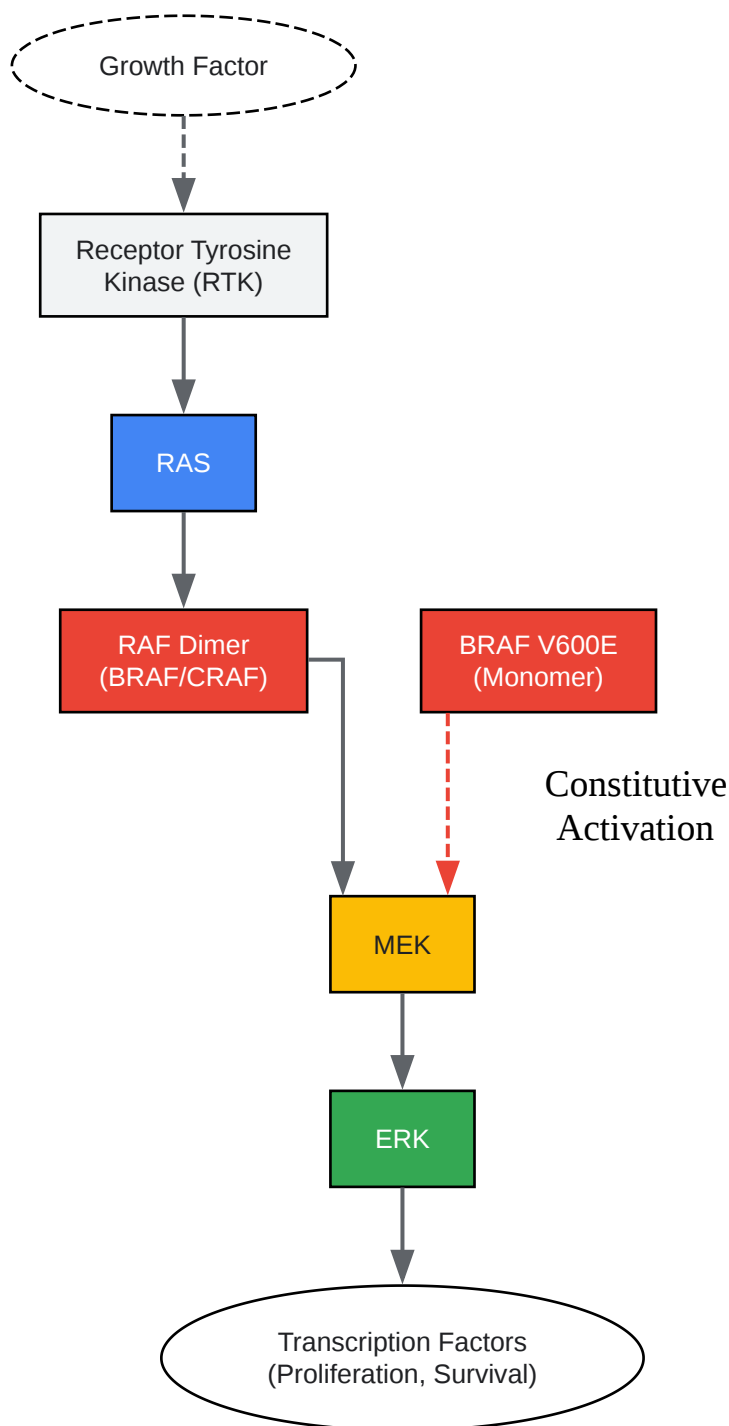 Growth Factor
Receptor Tyrosine
Kinase (RTK)
RAS
RAF Dimer
(BRAF/CRAF)
BRAF V600E
(Monomer)
Constitutive
Activation
MEK
ERK
Transcription Factors
(Proliferation, Survival)